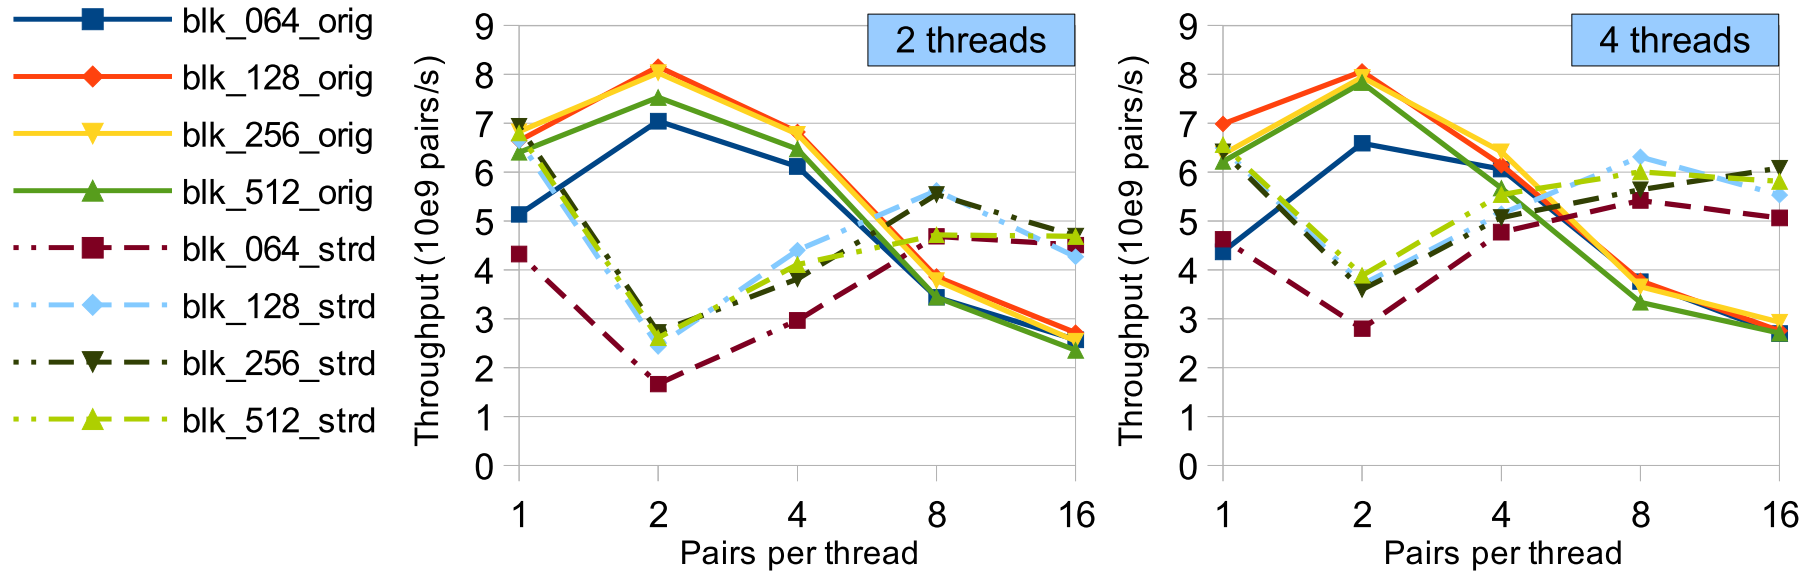 blk_064_orig
blk_128_orig
blk_256_orig
blk_512_orig
blk_064_strd
blk_128_strd
blk_256_strd
blk_512_strd
2 threads
Throughput (10e9 pairs/s)
9
8
7
6
5
4
3
2
1
0
1 2 4 8 16
Pairs per thread
4 threads
Throughput (10e9 pairs/s)
9
8
7
6
5
4
3
2
1
0
1 2 4 8 16
Pairs per thread